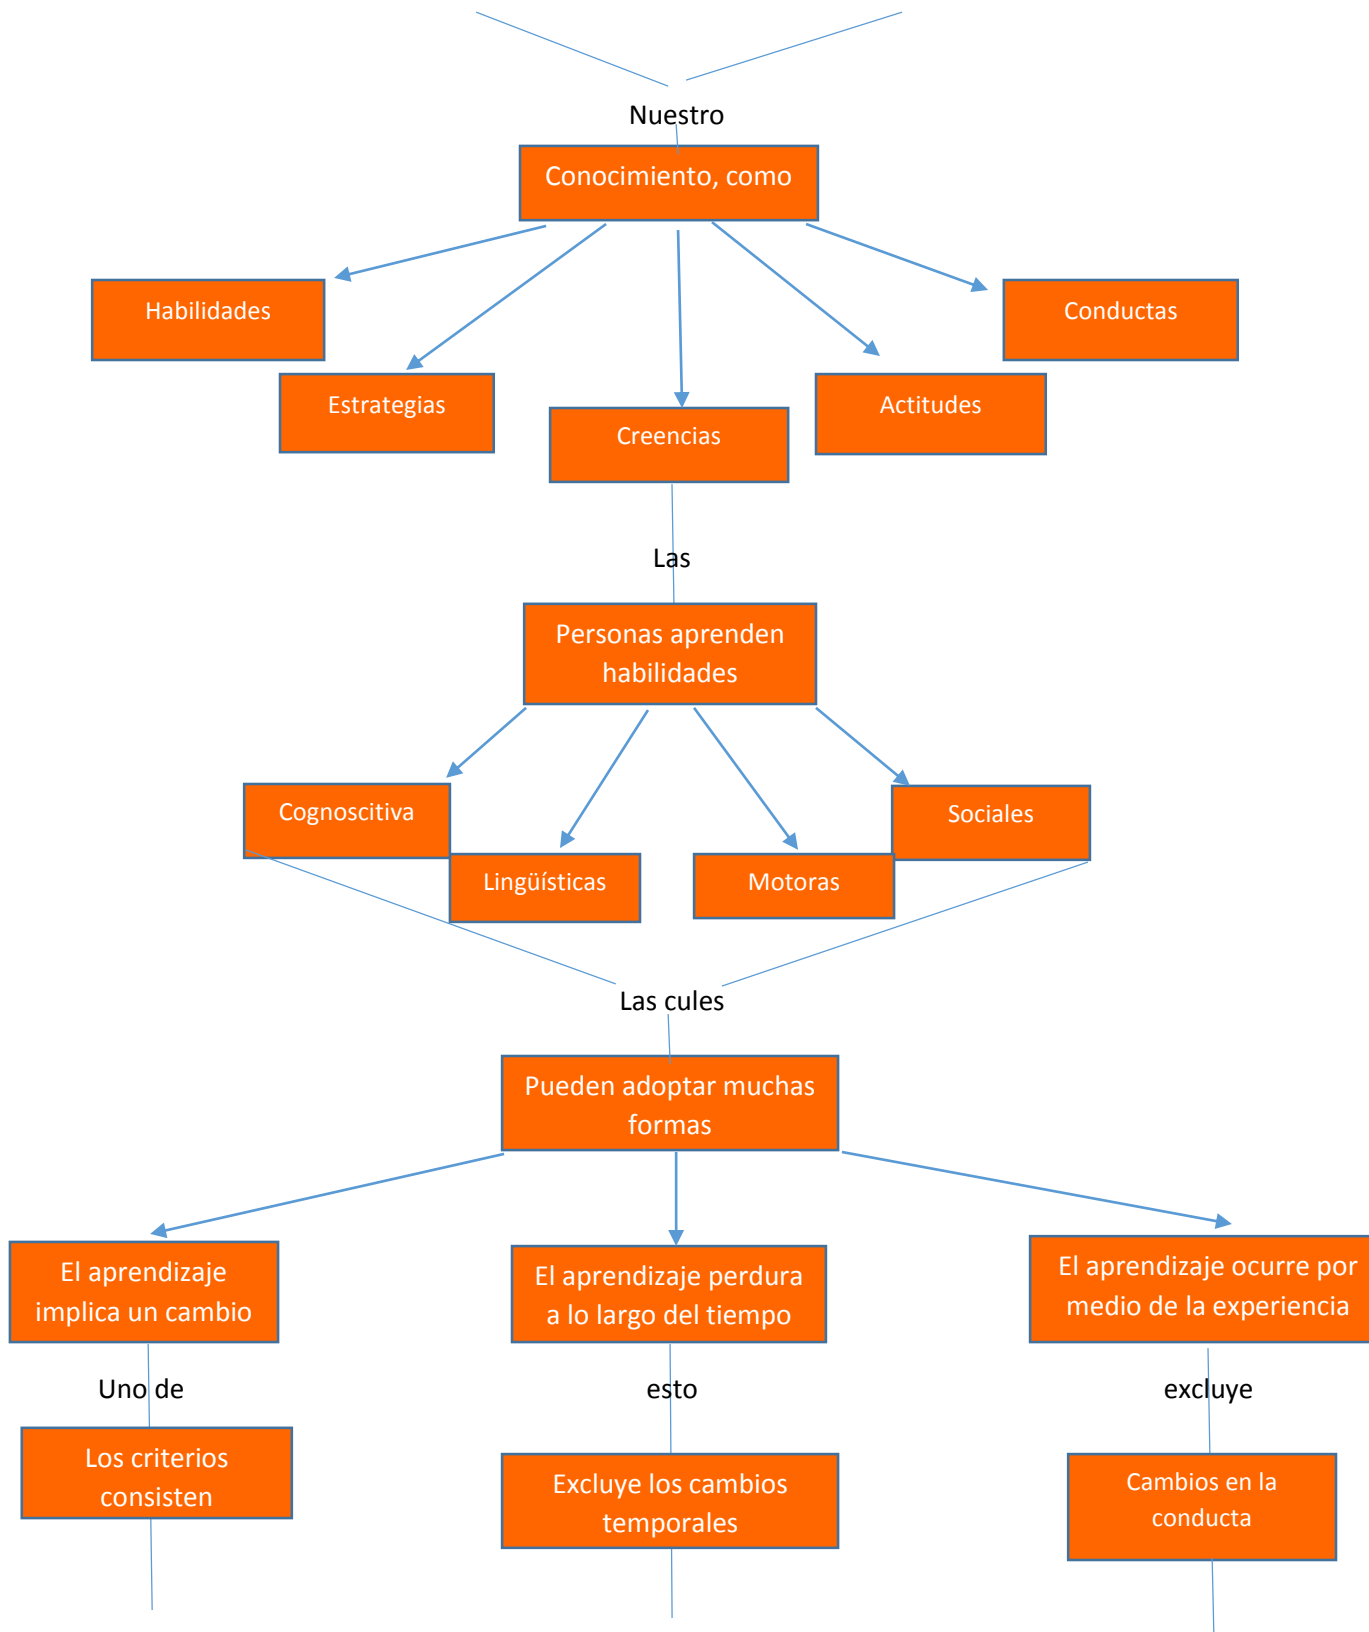 Nuestro
Conocimiento, como
Habilidades
Conductas
Estrategias
Actitudes
Creencias
Las
Personas aprenden
habilidades
Cognoscitiva
Sociales
Lingüísticas
Motoras
Las cules
Pueden adoptar muchas
formas
El aprendizaje
implica un cambio
El aprendizaje perdura
a lo largo del tiempo
El aprendizaje ocurre por
medio de la experiencia
Uno de
esto
excluye
Los criterios
consisten
Excluye los cambios
temporales
Cambios en la
conducta